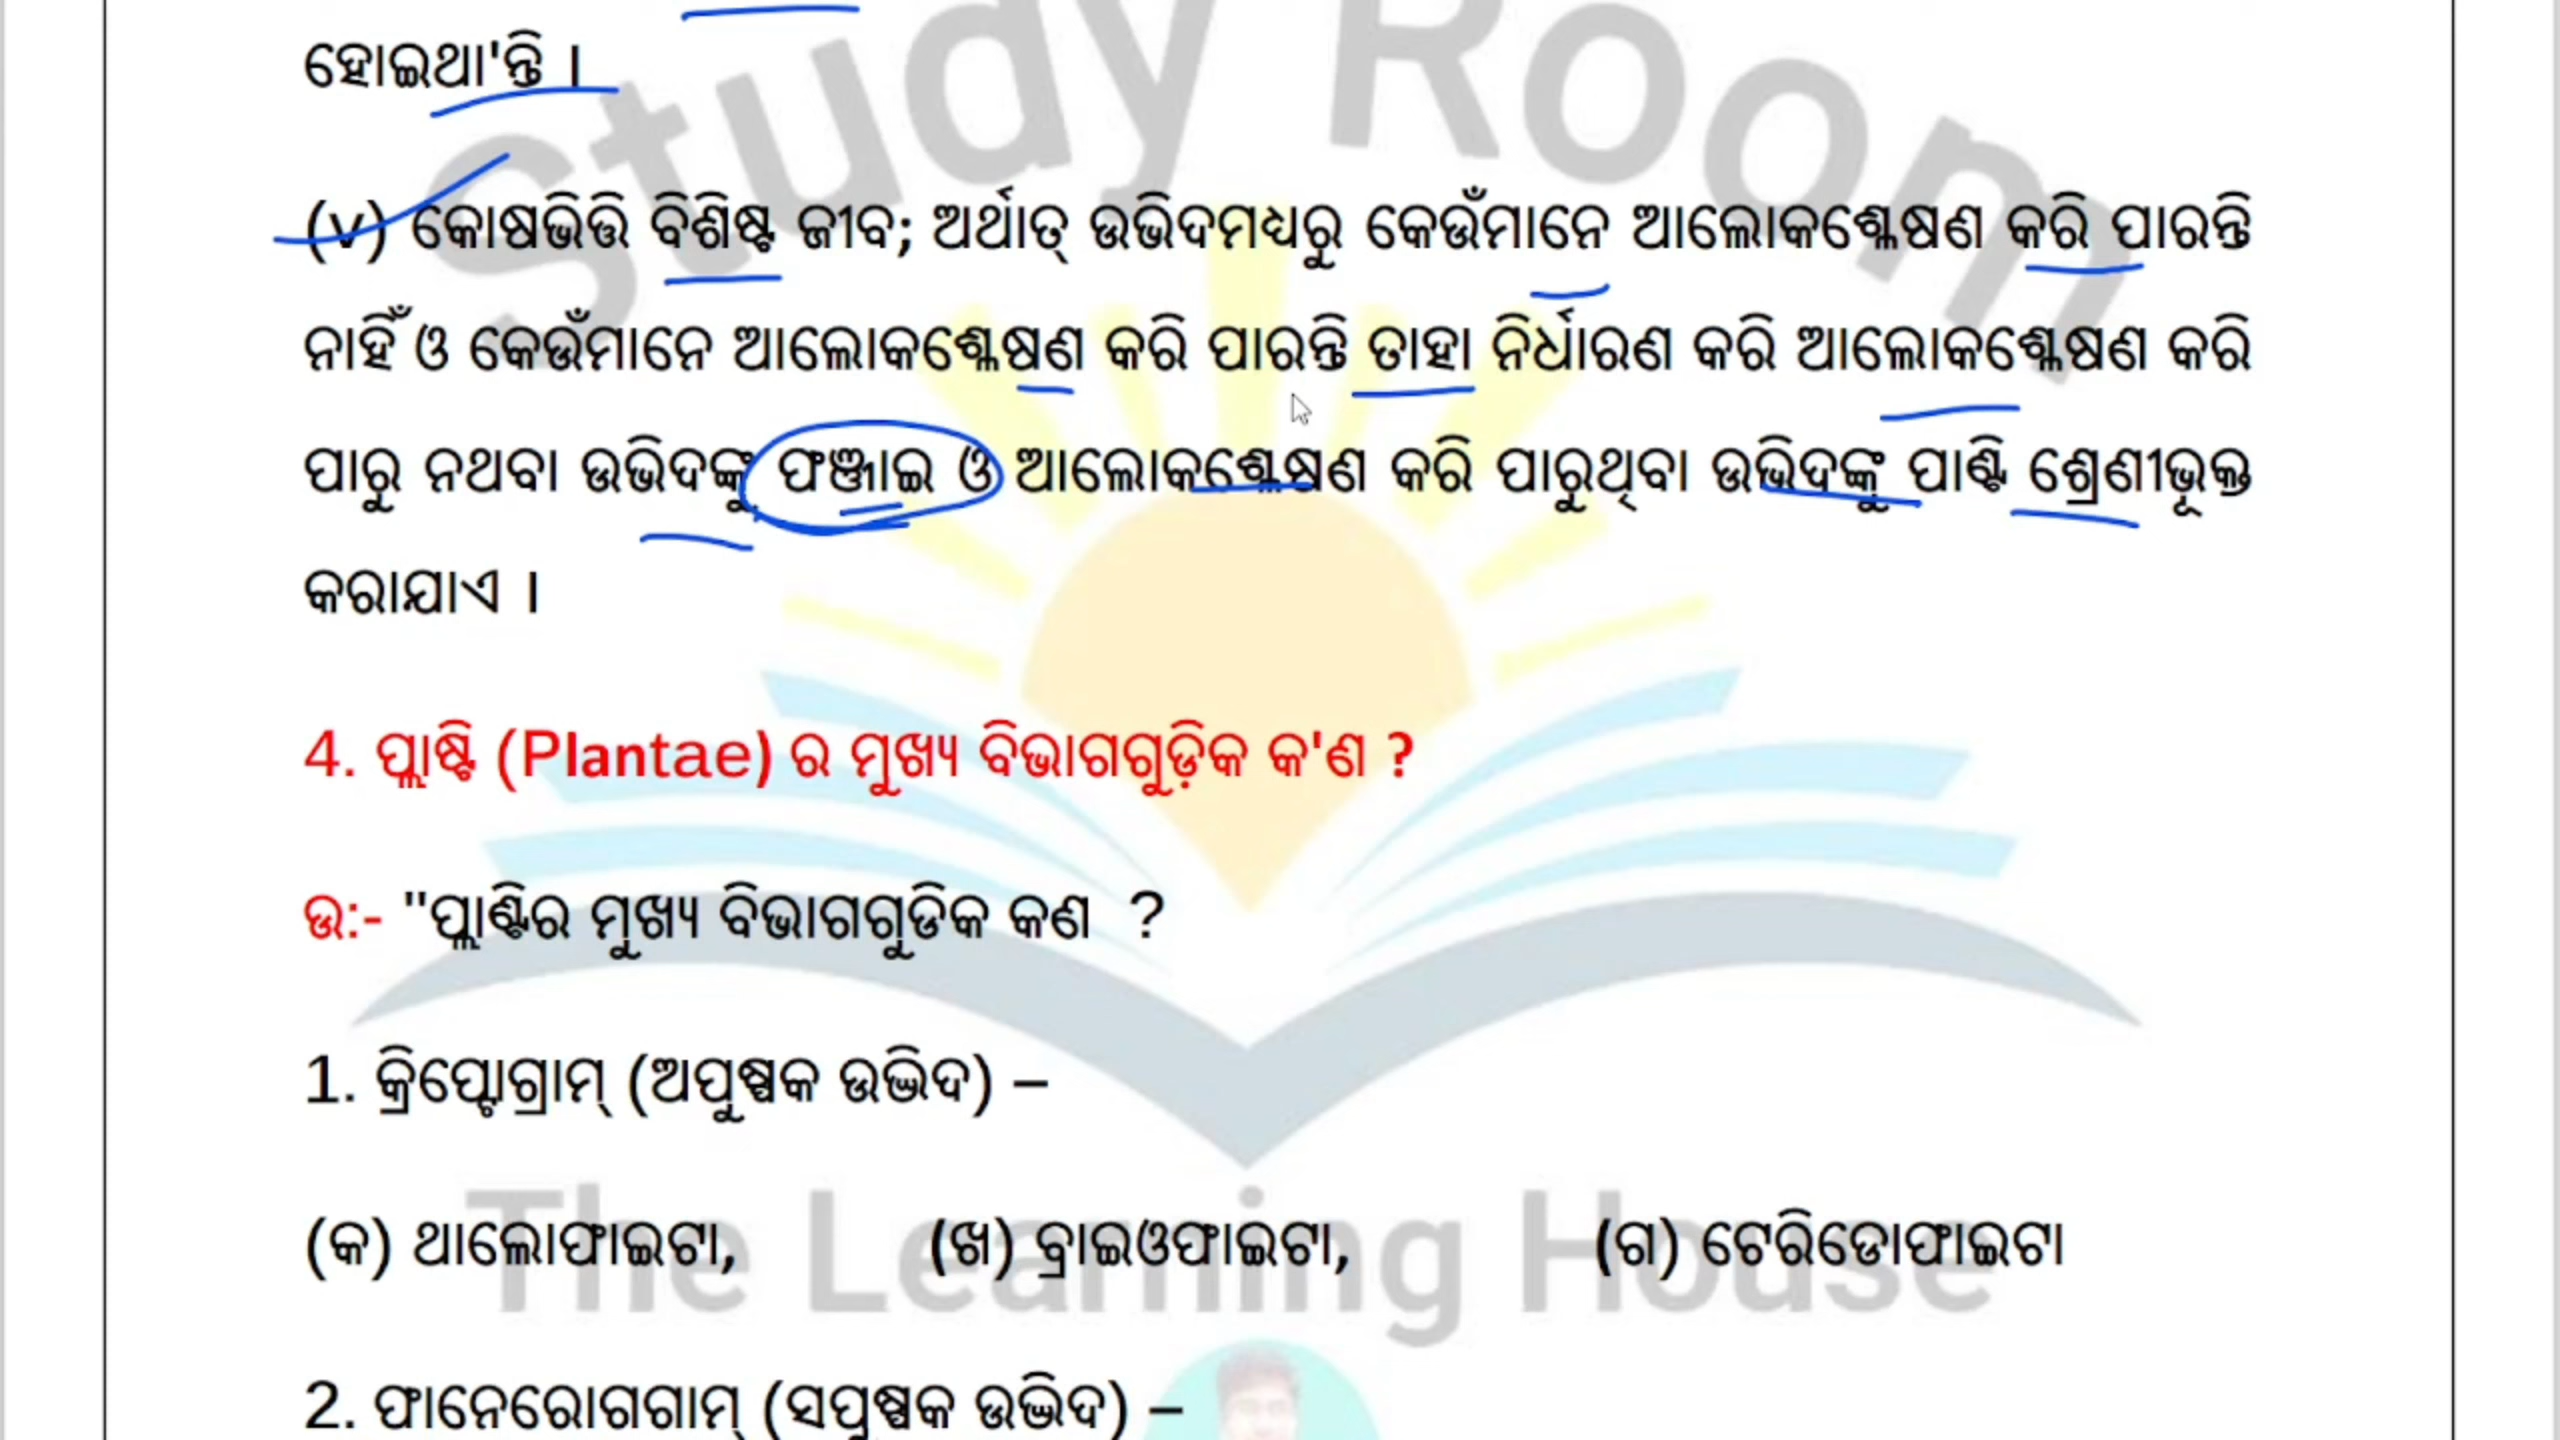 ହୋଇଥା'ନ୍ତି ।
(v) କୋଷଭିତ୍ତି ବିଶିଷ୍ଟ ଜୀବ; ଅର୍ଥାତ୍ ଉଦ୍ଭିଦମଧ୍ୟରୁ କେଉଁମାନେ ଆଲୋକଶ୍ଳେଷଣ କରି ପାରନ୍ତି
ନାହିଁ ଓ କେଉଁମାନେ ଆଲୋକଶ୍ଳେଷଣ କରି ପାରନ୍ତି ତାହା ନିର୍ଧାରଣ କରି ଆଲୋକଶ୍ଳେଷଣ କରି
ପାରୁ ନଥିବା ଉଦ୍ଭିଦଙ୍କୁ ଫଞ୍ଜାଇ ଓ ଆଲୋକଶ୍ଳେଷଣ କରି ପାରୁଥିବା ଉଦ୍ଭିଦଙ୍କୁ ପାଣ୍ଟି ଶ୍ରେଣୀଭୂକ୍ତ
କରାଯାଏ ।
4. ପ୍ଲାଷ୍ଟି (Plantae) ର ମୁଖ୍ୟ ବିଭାଗଗୁଡ଼ିକ କ'ଣ ?
ଉ:- "ପ୍ଲାଣ୍ଟିର ମୁଖ୍ୟ ବିଭାଗଗୁଡିକ କଣ ?
1. କ୍ରିପ୍ଟୋଗ୍ରାମ୍ (ଅପୁଷ୍ପକ ଉଦ୍ଭିଦ) –
(କ) ଥାଲୋଫାଇଟା, (ଖ) ବ୍ରାଇଓଫାଇଟା, (ଗ) ଟେରିଡୋଫାଇଟା
2. ଫାନେରୋଗଗାମ୍ (ସପୁଷ୍ପକ ଉଦ୍ଭିଦ) –
Study Room
The Learning House